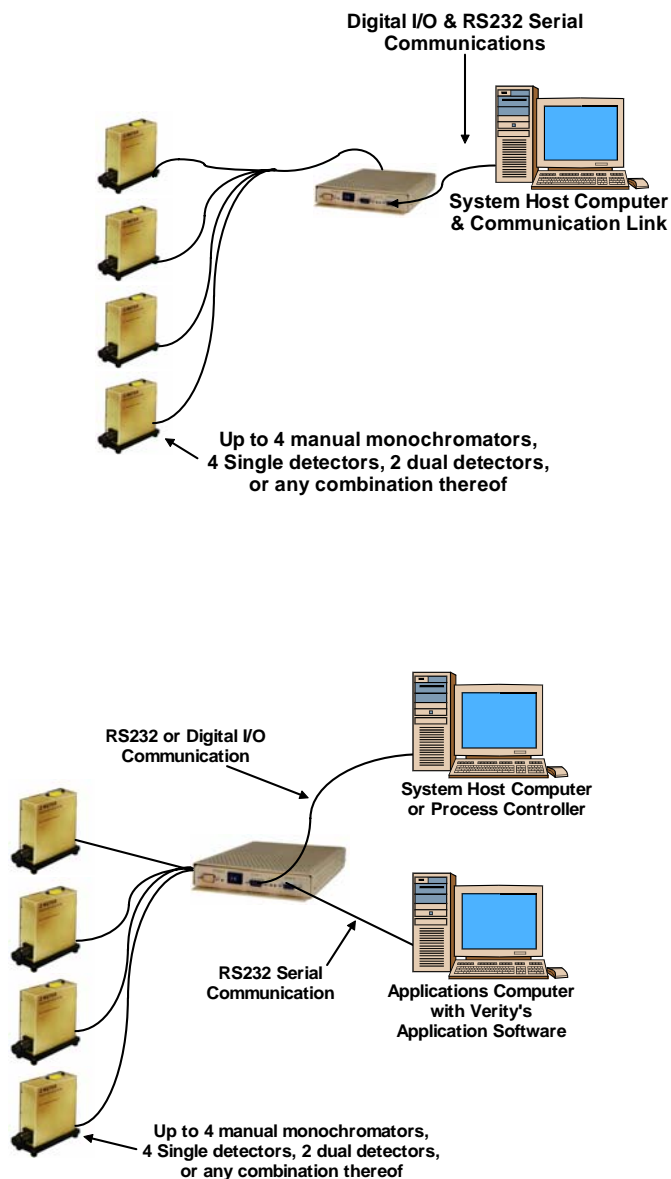 Digital I/O & RS232 Serial
Communications
System Host Computer
& Communication Link
Up to 4 manual monochromators,
4 Single detectors, 2 dual detectors,
or any combination thereof
RS232 or Digital I/O
Communication
System Host Computer
or Process Controller
RS232 Serial
Communication
Applications Computer
with Verity's
Application Software
Up to 4 manual monochromators,
4 Single detectors, 2 dual detectors,
or any combination thereof